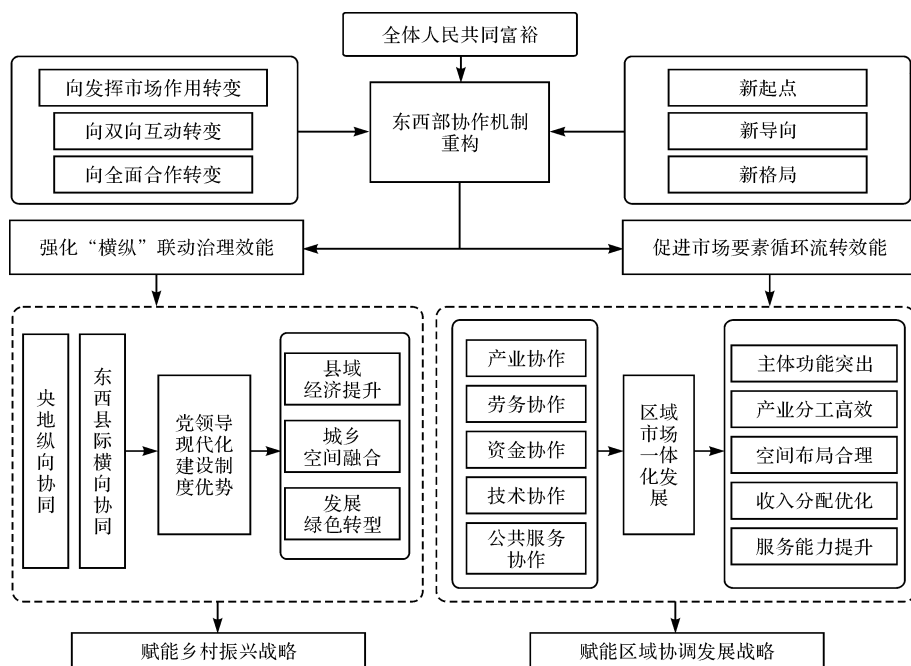 全体人民共同富裕
向发挥市场作用转变
向双向互动转变
向全面合作转变
东西部协作机制
重构
新起点
新导向
新格局
强化“横纵”联动治理效能
促进市场要素循环流转效能
央地纵向协同
东西县际横向协同
党领导
现代化
建设制
度优势
县域
经济提升
城乡
空间融合
发展
绿色转型
产业协作
劳务协作
资金协作
技术协作
公共服务
协作
区域
市场
一体
化发
展
主体功能突出
产业分工高效
空间布局合理
收入分配优化
服务能力提升
赋能乡村振兴战略
赋能区域协调发展战略